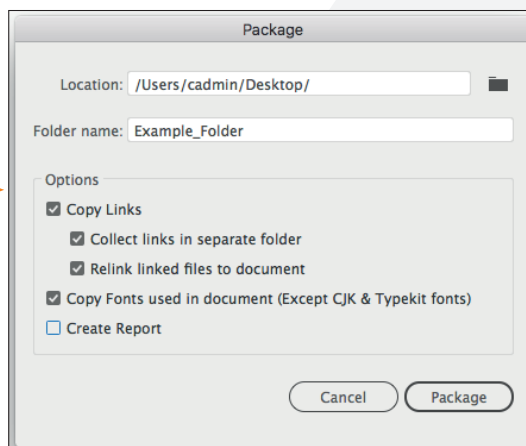 Package
Location: /Users/cadmin/Desktop/
Folder name: Example_Folder
Options
Copy Links
Collect links in separate folder
Relink linked files to document
Copy Fonts used in document (Except CJK & Typekit fonts)
Create Report
Cancel Package